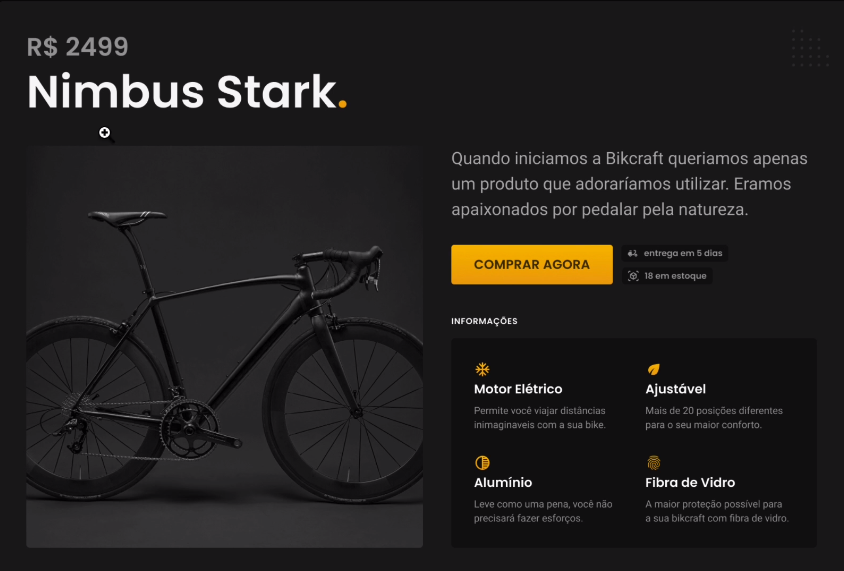 R$ 2499
Nimbus Stark.
Quando iniciamos a Bikcraft queriamos apenas
um produto que adoraríamos utilizar. Eramos
apaixonados por pedalar pela natureza.
COMPRAR AGORA
entrega em 5 dias
18 em estoque
INFORMAÇÕES
Motor Elétrico
Permite você viajar distâncias
inimaginaveis com a sua bike.
Ajustável
Mais de 20 posições diferentes
para o seu maior conforto.
Alumínio
Leve como uma pena, você não
precisará fazer esforços.
Fibra de Vidro
A maior proteção possível para
a sua bikcraft com fibra de vidro.